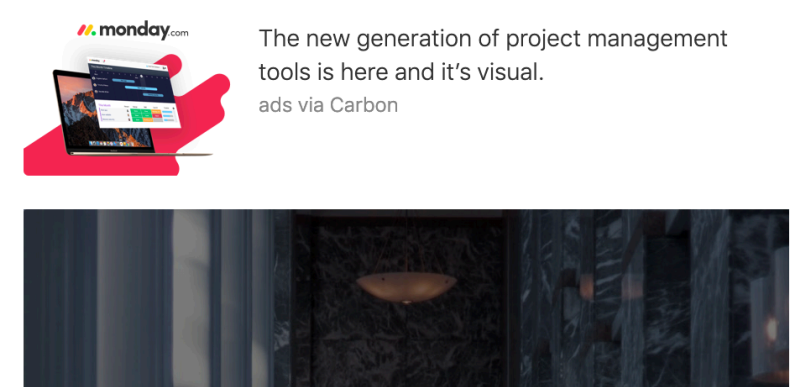 monday.com
The new generation of project management
tools is here and it’s visual.
ads via Carbon